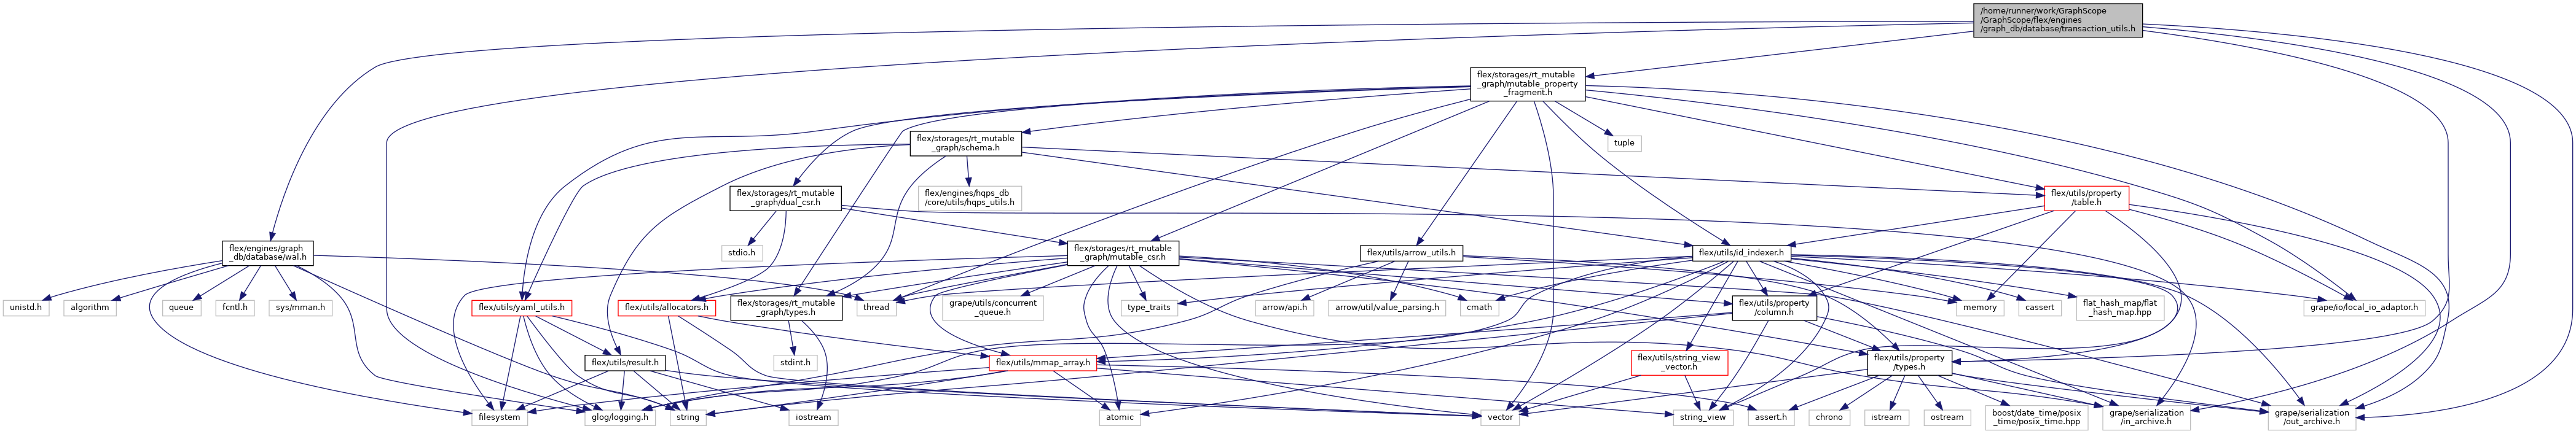 /home/runner/work/GraphScope
/GraphScope/flex/engines
/graph_db/database/transaction_utils.h
flex/storages/rt_mutable
_graph/mutable_property
_fragment.h
tuple
flex/storages/rt_mutable
_graph/schema.h
flex/storages/rt_mutable
_graph/dual_csr.h
flex/engines/hqps_db
/core/utils/hqps_utils.h
flex/utils/property
/table.h
flex/engines/graph
_db/database/wal.h
stdio.h
flex/storages/rt_mutable
_graph/mutable_csr.h
flex/utils/arrow_utils.h
flex/utils/id_indexer.h
unistd.h
algorithm
queue
fcntl.h
sys/mman.h
flex/utils/yaml_utils.h
flex/utils/allocators.h
flex/storages/rt_mutable
_graph/types.h
thread
grape/utils/concurrent
_queue.h
type_traits
arrow/api.h
arrow/util/value_parsing.h
cmath
flex/utils/property
/column.h
memory
cassert
flat_hash_map/flat
_hash_map.hpp
grape/io/local_io_adaptor.h
flex/utils/result.h
stdint.h
flex/utils/mmap_array.h
flex/utils/string_view
_vector.h
flex/utils/property
/types.h
filesystem
glog/logging.h
string
iostream
atomic
vector
string_view
assert.h
chrono
istream
ostream
boost/date_time/posix
_time/posix_time.hpp
grape/serialization
/in_archive.h
grape/serialization
/out_archive.h